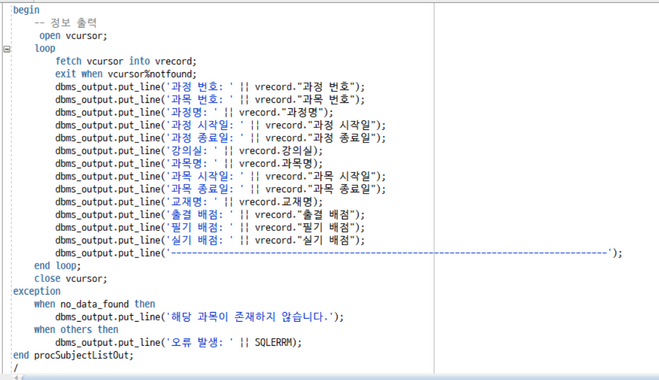 begin
-- 정보 출력
open vcursor;
loop
fetch vcursor into vrecord;
exit when vcursor%notfound;
dbms_output.put_line('과정 번호: ' || vrecord."과정 번호");
dbms_output.put_line('과목 번호: ' || vrecord."과목 번호");
dbms_output.put_line('과정명: ' || vrecord."과정명");
dbms_output.put_line('과정 시작일: ' || vrecord."과정 시작일");
dbms_output.put_line('과정 종료일: ' || vrecord."과정 종료일");
dbms_output.put_line('강의실: ' || vrecord.강의실);
dbms_output.put_line('과목명: ' || vrecord.과목명);
dbms_output.put_line('과목 시작일: ' || vrecord."과목 시작일");
dbms_output.put_line('과목 종료일: ' || vrecord."과목 종료일");
dbms_output.put_line('교재명: ' || vrecord.교재명);
dbms_output.put_line('출결 배점: ' || vrecord."출결 배점");
dbms_output.put_line('필기 배점: ' || vrecord."필기 배점");
dbms_output.put_line('실기 배점: ' || vrecord."실기 배점");
dbms_output.put_line('-----------------------------------------------------------------------------------');
end loop;
close vcursor;
exception
when no_data_found then
dbms_output.put_line('해당 과목이 존재하지 않습니다.');
when others then
dbms_output.put_line('오류 발생: ' || SQLERRM);
end procSubjectListOut;
/